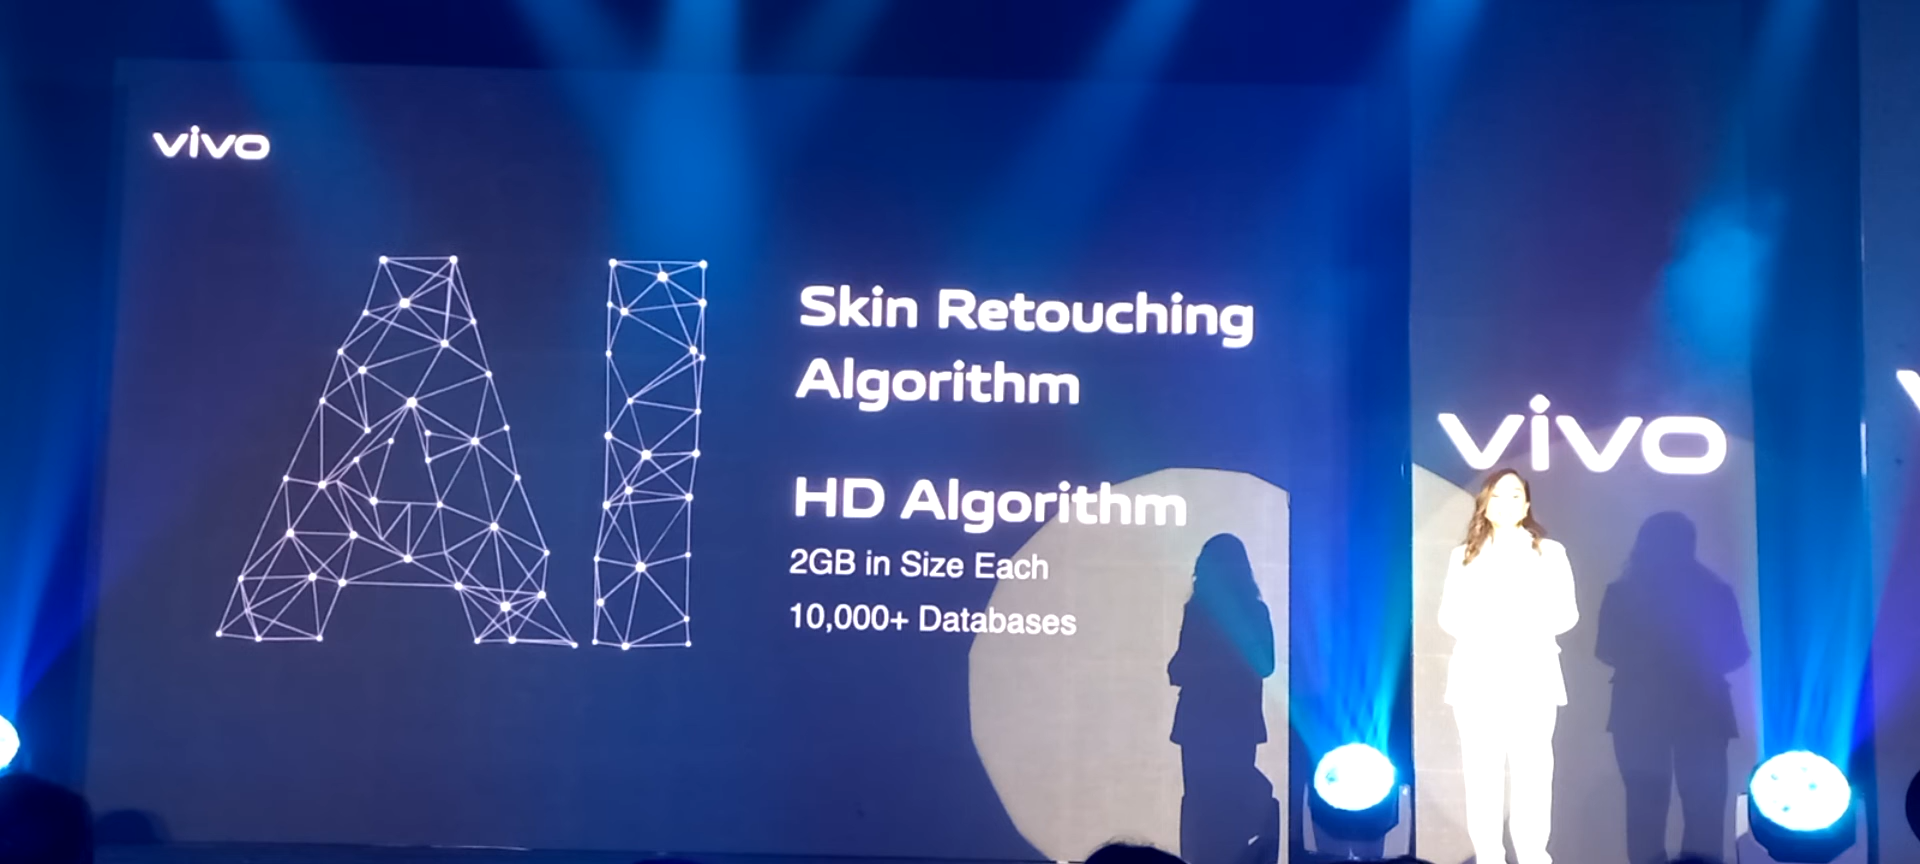 vivo
AI
Skin Retouching
Algorithm
HD Algorithm
2GB in Size Each
10,000+ Databases
vivo